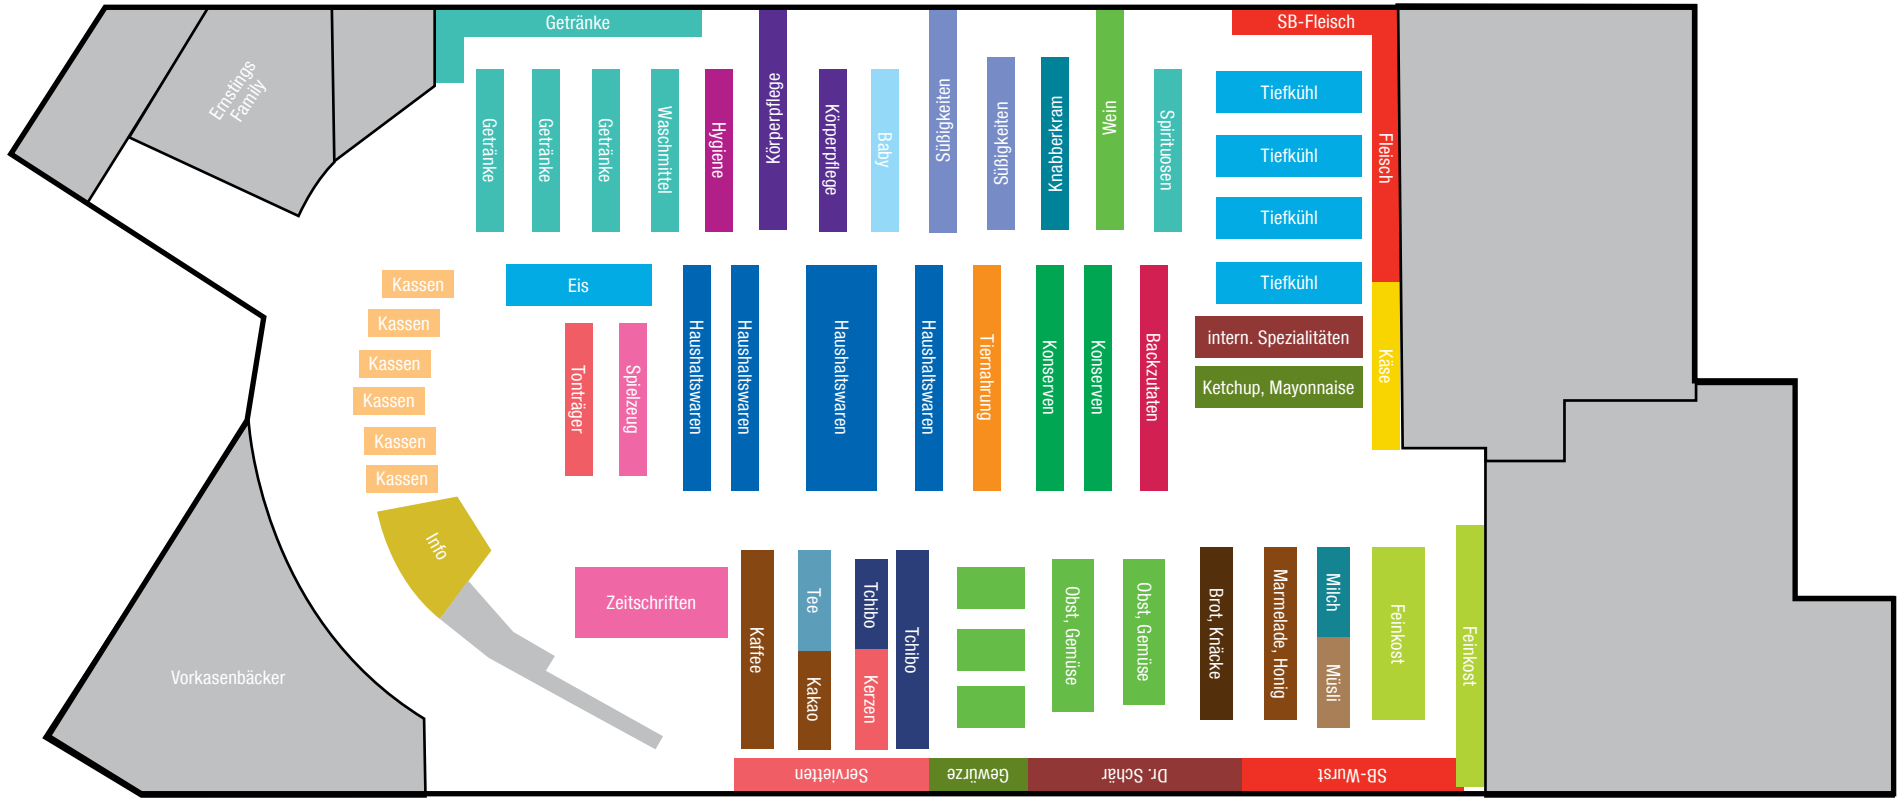 Getränke
SB-Fleisch
Ernstings
Family
Getränke
Getränke
Getränke
Waschmittel
Hygiene
Körperpflege
Körperpflege
Baby
Süßigkeiten
Süßigkeiten
Knabberkram
Wein
Spirituosen
Tiefkühl
Tiefkühl
Tiefkühl
Tiefkühl
Fleisch
Kassen
Kassen
Kassen
Kassen
Kassen
Kassen
Eis
Tonträger
Spielzeug
Haushaltswaren
Haushaltswaren
Haushaltswaren
Haushaltswaren
Tiernahrung
Konserven
Konserven
Backzutaten
intern. Spezialitäten
Ketchup, Mayonnaise
Käse
Info
Zeitschriften
Vorkasenbäcker
Kaffee
Tee
Kakao
Tchibo
Kerzen
Tchibo
Obst, Gemüse
Obst, Gemüse
Brot, Knäcke
Marmelade, Honig
Milch
Müsli
Feinkost
Feinkost
Servietten
Gewürze
Dr. Schär
SB-Wurst